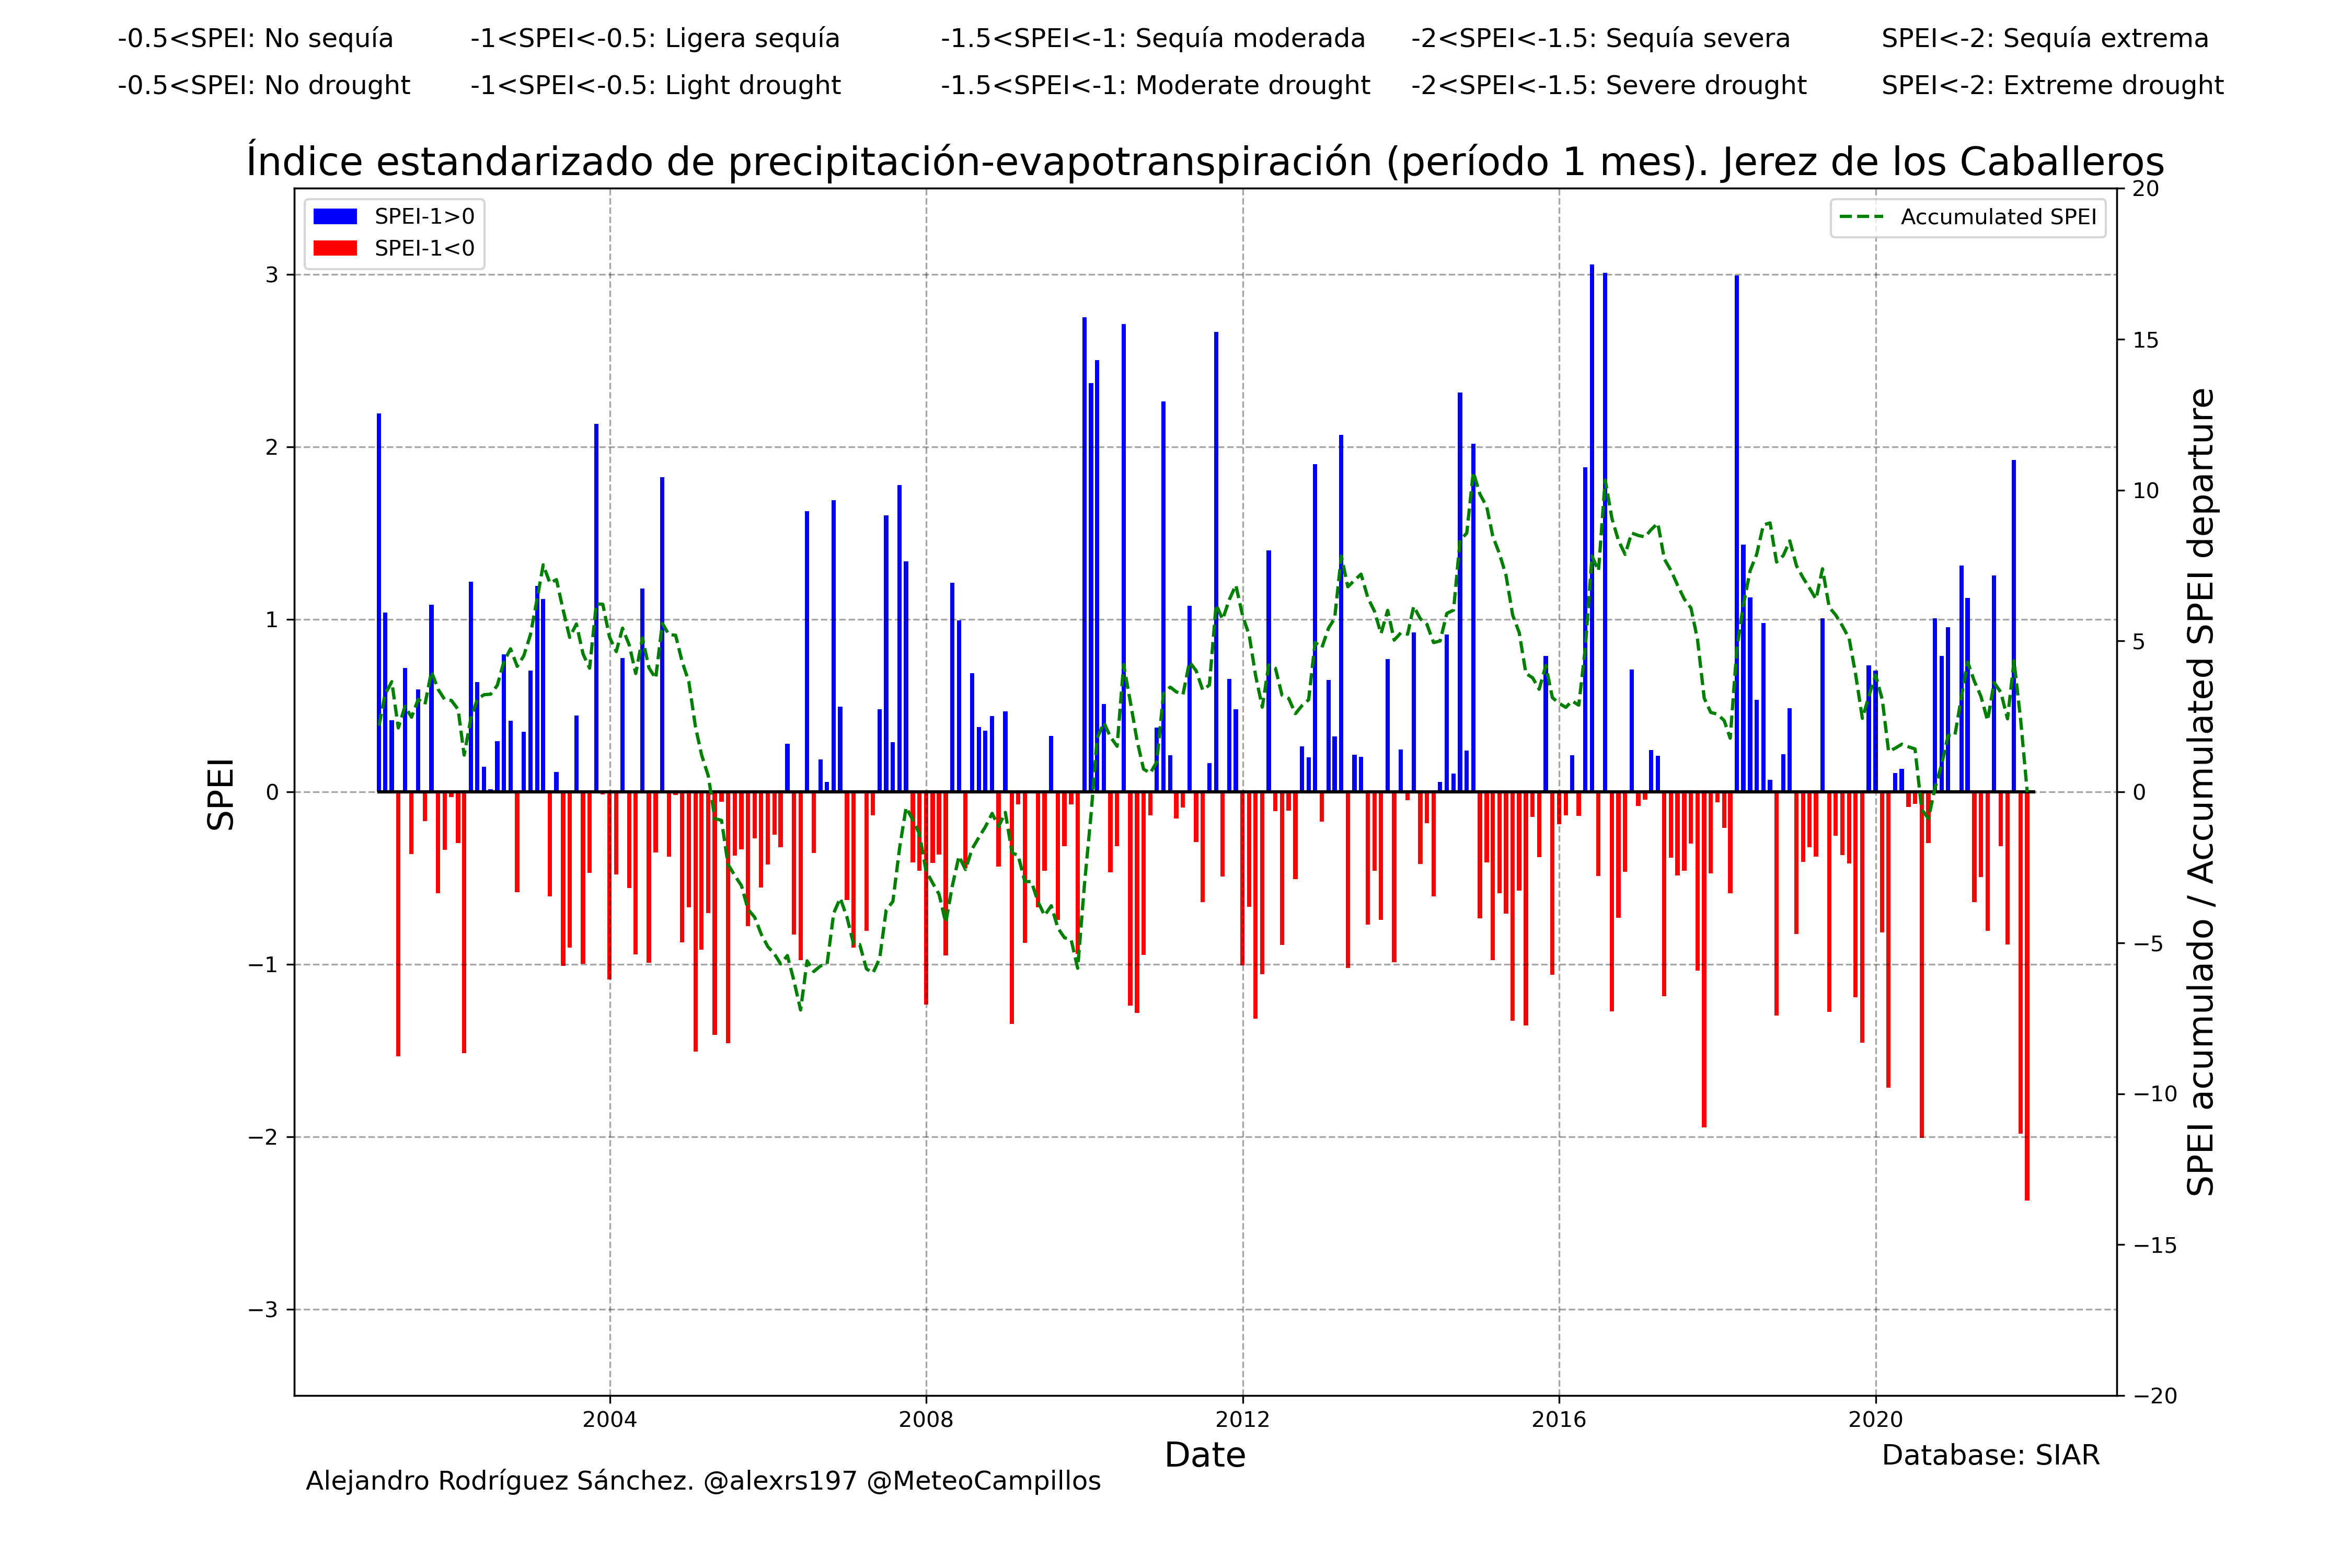 -0.5<SPEI: No sequía -1<SPEI<-0.5: Ligera sequía -1.5<SPEI<-1: Sequía moderada -2<SPEI<-1.5: Sequía severa SPEI<-2: Sequía extrema
-0.5<SPEI: No drought -1<SPEI<-0.5: Light drought -1.5<SPEI<-1: Moderate drought -2<SPEI<-1.5: Severe drought SPEI<-2: Extreme drought
Índice estandarizado de precipitación-evapotranspiración (período 1 mes). Jerez de los Caballeros
SPEI-1>0
SPEI-1<0
Accumulated SPEI
SPEI
3
2
1
0
−1
−2
−3
20
15
10
5
0
−5
−10
−15
−20
SPEI acumulado / Accumulated SPEI departure
2004 2008 2012 2016 2020
Date
Database: SIAR
Alejandro Rodríguez Sánchez. @alexrs197 @MeteoCampillos